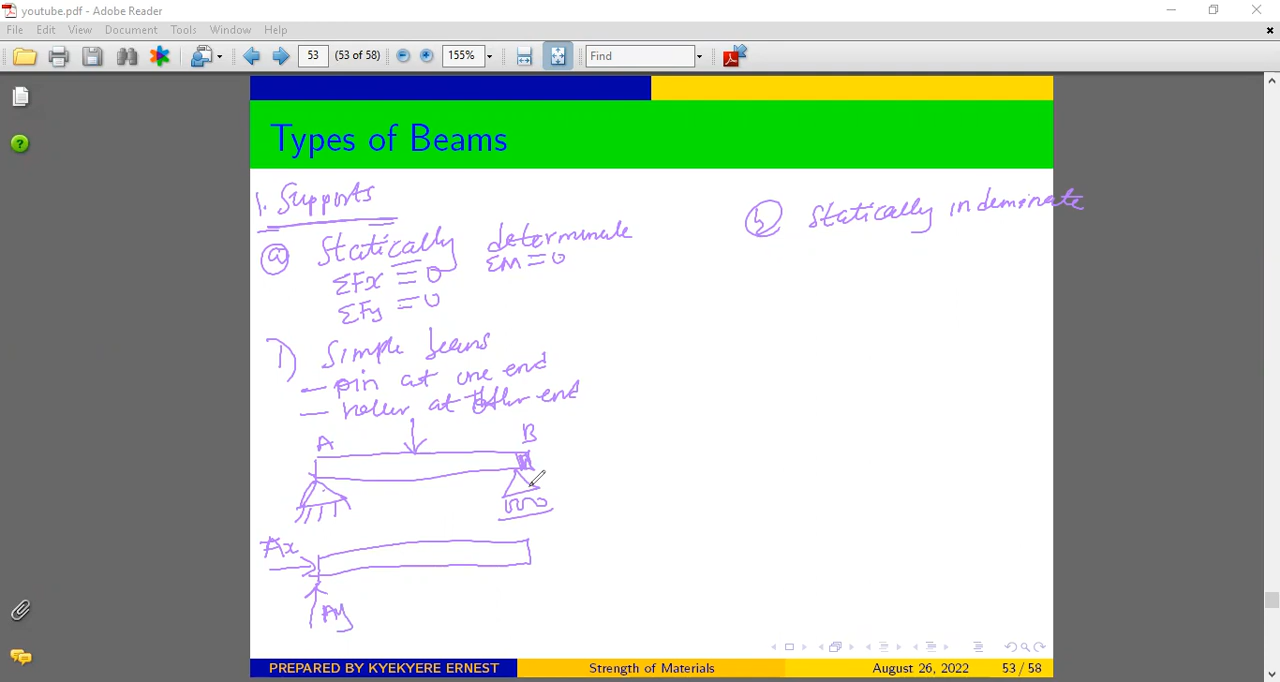 youtube.pdf - Adobe Reader
File Edit View Document Tools Window Help
53 (53 of 58) 155% Find
Types of Beams
1. Supports
(a) Statically determinate
ΣFx = 0 ΣM = 0
ΣFy = 0
(b) Statically indeminate
1) Simple beams
— pin at one end
— roller at other end
A B
Ax
Ay
PREPARED BY KYEKYERE ERNEST Strength of Materials August 26, 2022 53 / 58